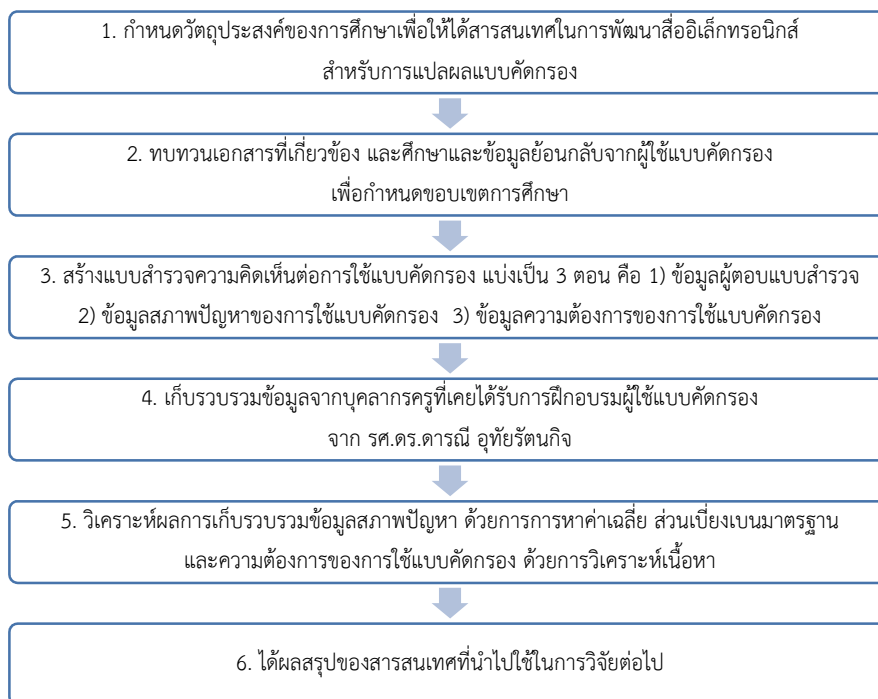 1. กำหนดวัตถุประสงค์ของการศึกษาเพื่อให้ได้สารสนเทศในการพัฒนาสื่ออิเล็กทรอนิกส์
สำหรับการแปลผลแบบคัดกรอง
2. ทบทวนเอกสารที่เกี่ยวข้อง และศึกษาและข้อมูลย้อนกลับจากผู้ใช้แบบคัดกรอง
เพื่อกำหนดขอบเขตการศึกษา
3. สร้างแบบสำรวจความคิดเห็นต่อการใช้แบบคัดกรอง แบ่งเป็น 3 ตอน คือ 1) ข้อมูลผู้ตอบแบบสำรวจ
2) ข้อมูลสภาพปัญหาของการใช้แบบคัดกรอง 3) ข้อมูลความต้องการของการใช้แบบคัดกรอง
4. เก็บรวบรวมข้อมูลจากบุคลากรครูที่เคยได้รับการฝึกอบรมผู้ใช้แบบคัดกรอง
จาก รศ.ดร.ดารณี อุทัยรัตนกิจ
5. วิเคราะห์ผลการเก็บรวบรวมข้อมูลสภาพปัญหา ด้วยการการหาค่าเฉลี่ย ส่วนเบี่ยงเบนมาตรฐาน
และความต้องการของการใช้แบบคัดกรอง ด้วยการวิเคราะห์เนื้อหา
6. ได้ผลสรุปของสารสนเทศที่นำไปใช้ในการวิจัยต่อไป